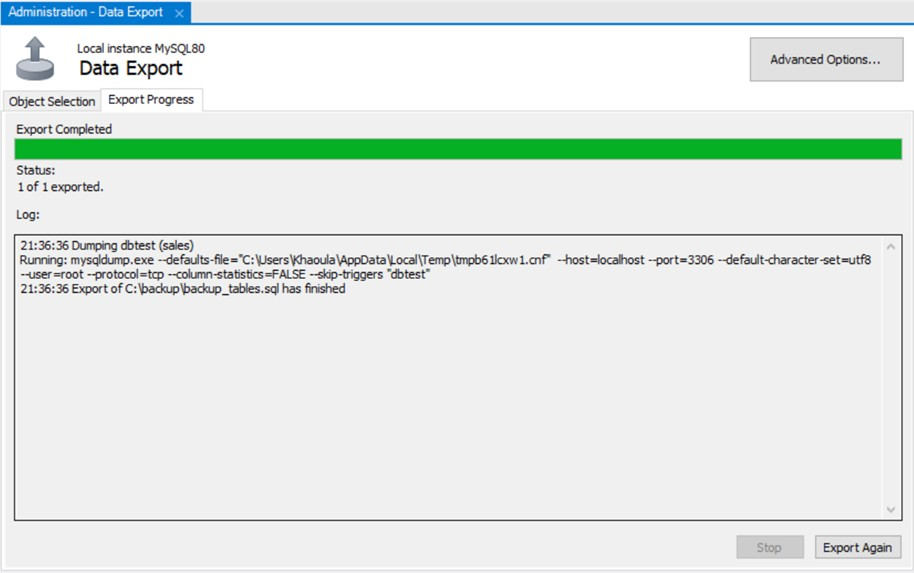 Administration - Data Export
Local instance MySQL80
Data Export
Advanced Options...
Object Selection
Export Progress
Export Completed
Status:
1 of 1 exported.
Log:
21:36:36 Dumping dbtest (sales)
Running: mysqldump.exe --defaults-file="C:\Users\Khaoula\AppData\Local\Temp\tmpb61lcxw1.cnf"  --host=localhost --port=3306 --default-character-set=utf8
--user=root --protocol=tcp --column-statistics=FALSE --skip-triggers "dbtest"
21:36:36 Export of C:\backup\backup_tables.sql has finished
Stop
Export Again